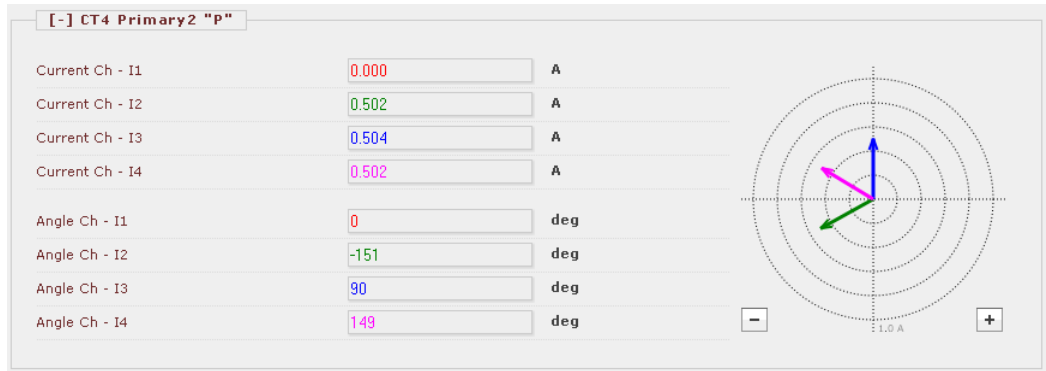 [-] CT4 Primary2 "P"
Current Ch - I1 0.000 A
Current Ch - I2 0.502 A
Current Ch - I3 0.504 A
Current Ch - I4 0.502 A
Angle Ch - I1 0 deg
Angle Ch - I2 -151 deg
Angle Ch - I3 90 deg
Angle Ch - I4 149 deg
- +
1.0 A